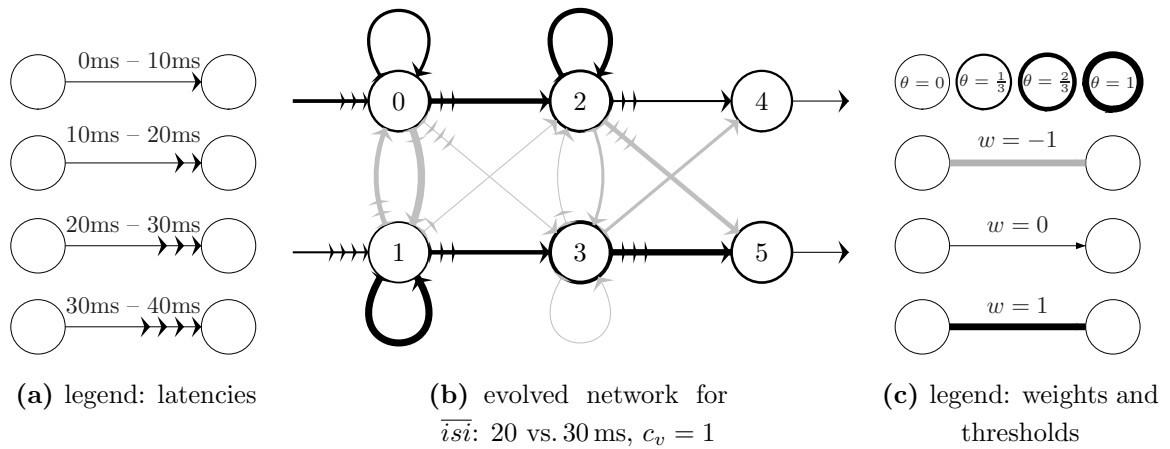 0ms – 10ms
10ms – 20ms
20ms – 30ms
30ms – 40ms
(a) legend: latencies
0 2 4
1 3 5
(b) evolved network for
isi: 20 vs. 30 ms, c_v = 1
θ = 0 θ = 1/3 θ = 2/3 θ = 1
w = −1
w = 0
w = 1
(c) legend: weights and
thresholds